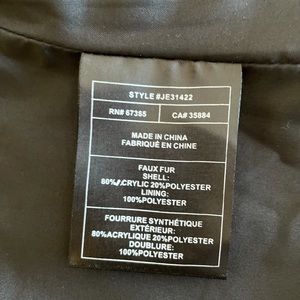 STYLE #JE31422
RN# 67385 CA# 35884
MADE IN CHINA
FABRIQUÉ EN CHINE
FAUX FUR
SHELL:
80%ACRYLIC 20%POLYESTER
LINING:
100%POLYESTER
FOURRURE SYNTHÉTIQUE
EXTÉRIEUR:
80%ACRYLIQUE 20%POLYESTER
DOUBLURE:
100%POLYESTER